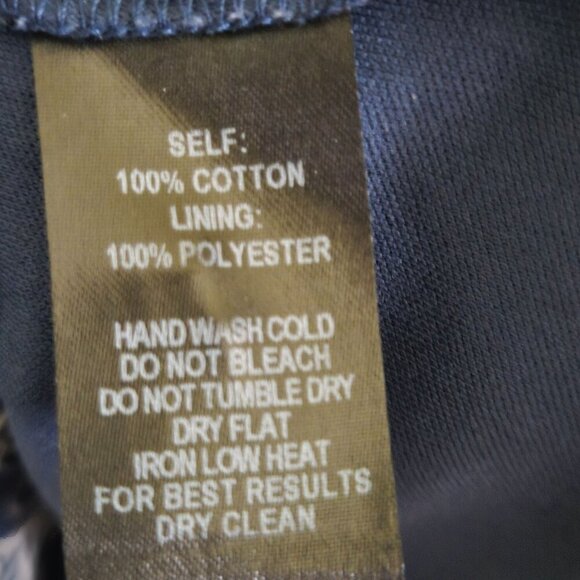 SELF:
100% COTTON
LINING:
100% POLYESTER
HAND WASH COLD
DO NOT BLEACH
DO NOT TUMBLE DRY
DRY FLAT
IRON LOW HEAT
FOR BEST RESULTS
DRY CLEAN